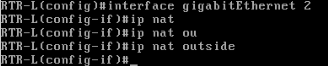 RTR-L(config)#interface gigabitEthernet 2
RTR-L(config-if)#ip nat
RTR-L(config-if)#ip nat ou
RTR-L(config-if)#ip nat outside
RTR-L(config-if)#